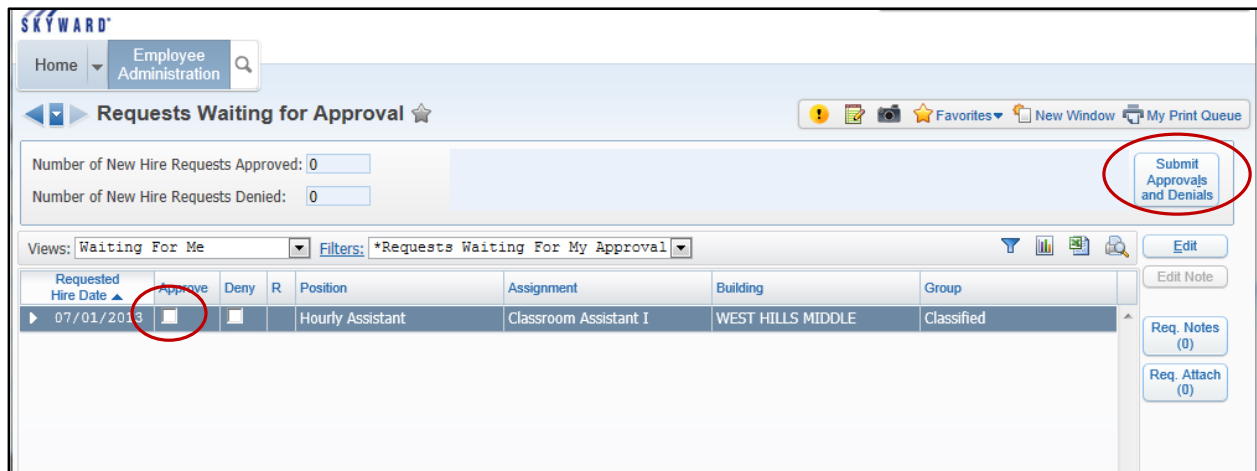 SKYWARD
Home
Employee
Administration
Requests Waiting for Approval
Favorites New Window My Print Queue
Number of New Hire Requests Approved: 0
Number of New Hire Requests Denied: 0
Submit
Approvals
and Denials
Views: Waiting For Me Filters: *Requests Waiting For My Approval
Edit
Requested
Hire Date Approve Deny R Position Assignment Building Group
Edit Note
07/01/2013 Hourly Assistant Classroom Assistant I WEST HILLS MIDDLE Classified
Req. Notes
(0)
Req. Attach
(0)